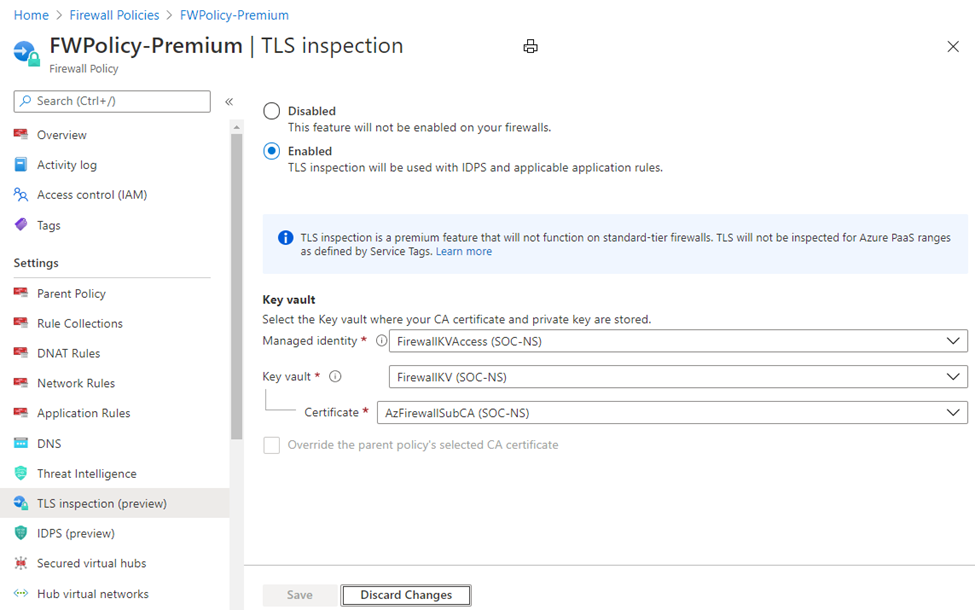 Home > Firewall Policies > FWPolicy-Premium
FWPolicy-Premium | TLS inspection
Firewall Policy
Search (Ctrl+/)
«
Overview
Activity log
Access control (IAM)
Tags
Settings
Parent Policy
Rule Collections
DNAT Rules
Network Rules
Application Rules
DNS
Threat Intelligence
TLS inspection (preview)
IDPS (preview)
Secured virtual hubs
Hub virtual networks
Disabled
This feature will not be enabled on your firewalls.
Enabled
TLS inspection will be used with IDPS and applicable application rules.
TLS inspection is a premium feature that will not function on standard-tier firewalls. TLS will not be inspected for Azure PaaS ranges
as defined by Service Tags. Learn more
Key vault
Select the Key vault where your CA certificate and private key are stored.
Managed identity * FirewallKVAccess (SOC-NS)
Key vault * FirewallKV (SOC-NS)
Certificate * AzFirewallSubCA (SOC-NS)
Override the parent policy's selected CA certificate
Save Discard Changes